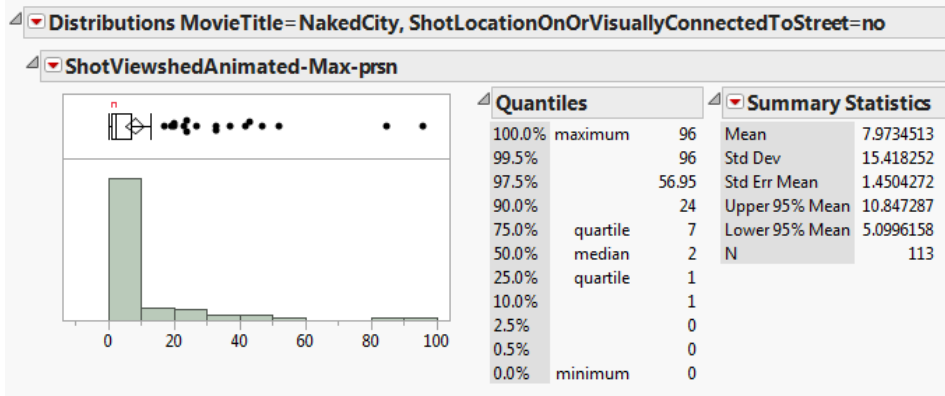 Distributions MovieTitle=NakedCity, ShotLocationOnOrVisuallyConnectedToStreet=no
ShotViewshedAnimated-Max-prsn
0 20 40 60 80 100
Quantiles
100.0% maximum 96
99.5% 96
97.5% 56.95
90.0% 24
75.0% quartile 7
50.0% median 2
25.0% quartile 1
10.0% 1
2.5% 0
0.5% 0
0.0% minimum 0
Summary Statistics
Mean 7.9734513
Std Dev 15.418252
Std Err Mean 1.4504272
Upper 95% Mean 10.847287
Lower 95% Mean 5.0996158
N 113